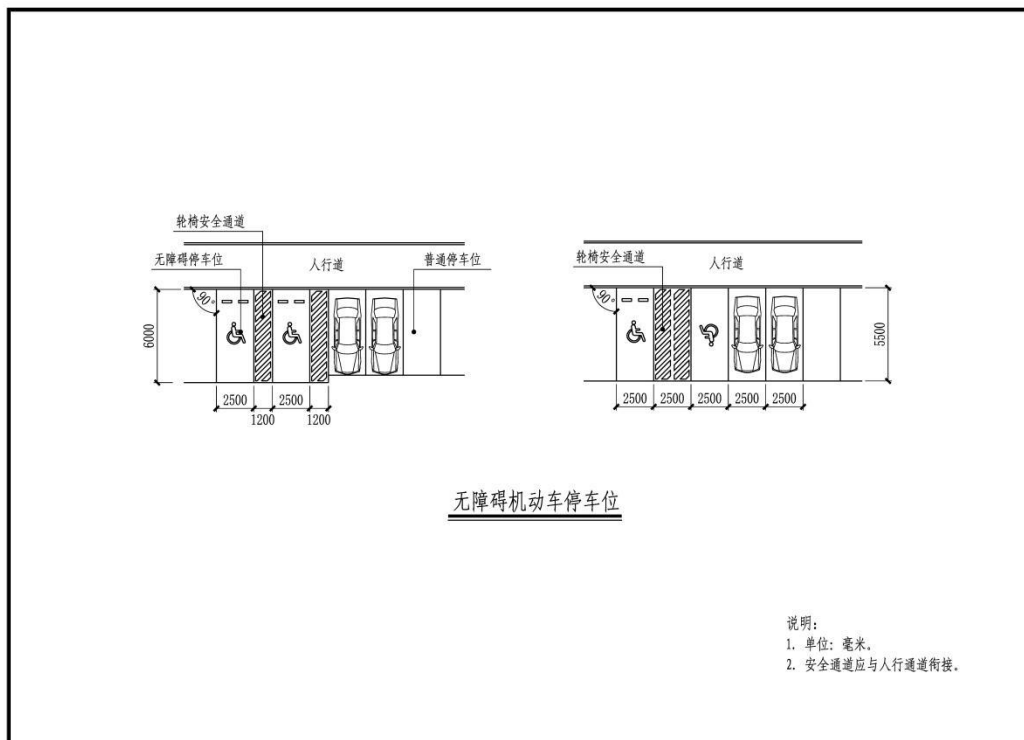 轮椅安全通道
无障碍停车位
人行道
普通停车位
90°
6000
2500
2500
1200
1200
轮椅安全通道
人行道
90°
5500
2500
2500
2500
2500
2500
无障碍机动车停车位
说明:
1. 单位: 毫米。
2. 安全通道应与人行通道衔接。